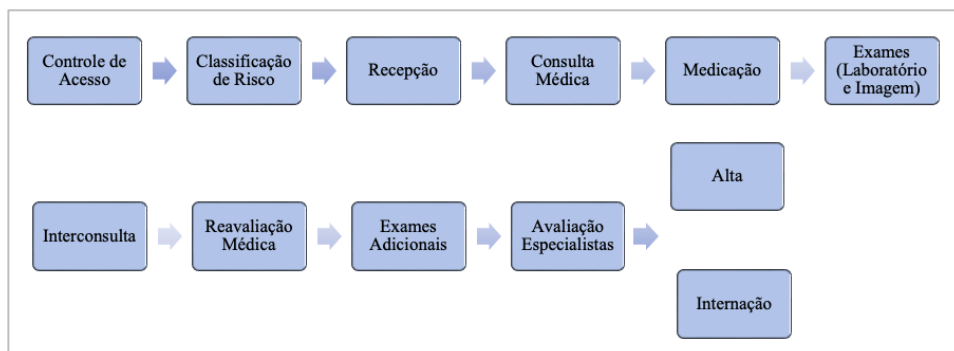 Controle de
Acesso
Classificação
de Risco
Recepção
Consulta
Médica
Medicação
Exames
(Laboratório
e Imagem)
Interconsulta
Reavaliação
Médica
Exames
Adicionais
Avaliação
Especialistas
Alta
Internação